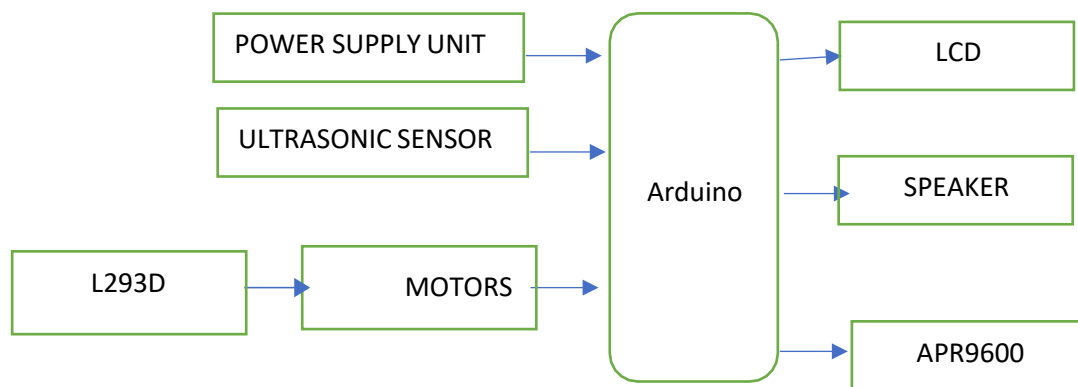 POWER SUPPLY UNIT
LCD
ULTRASONIC SENSOR
Arduino
SPEAKER
L293D
MOTORS
APR9600